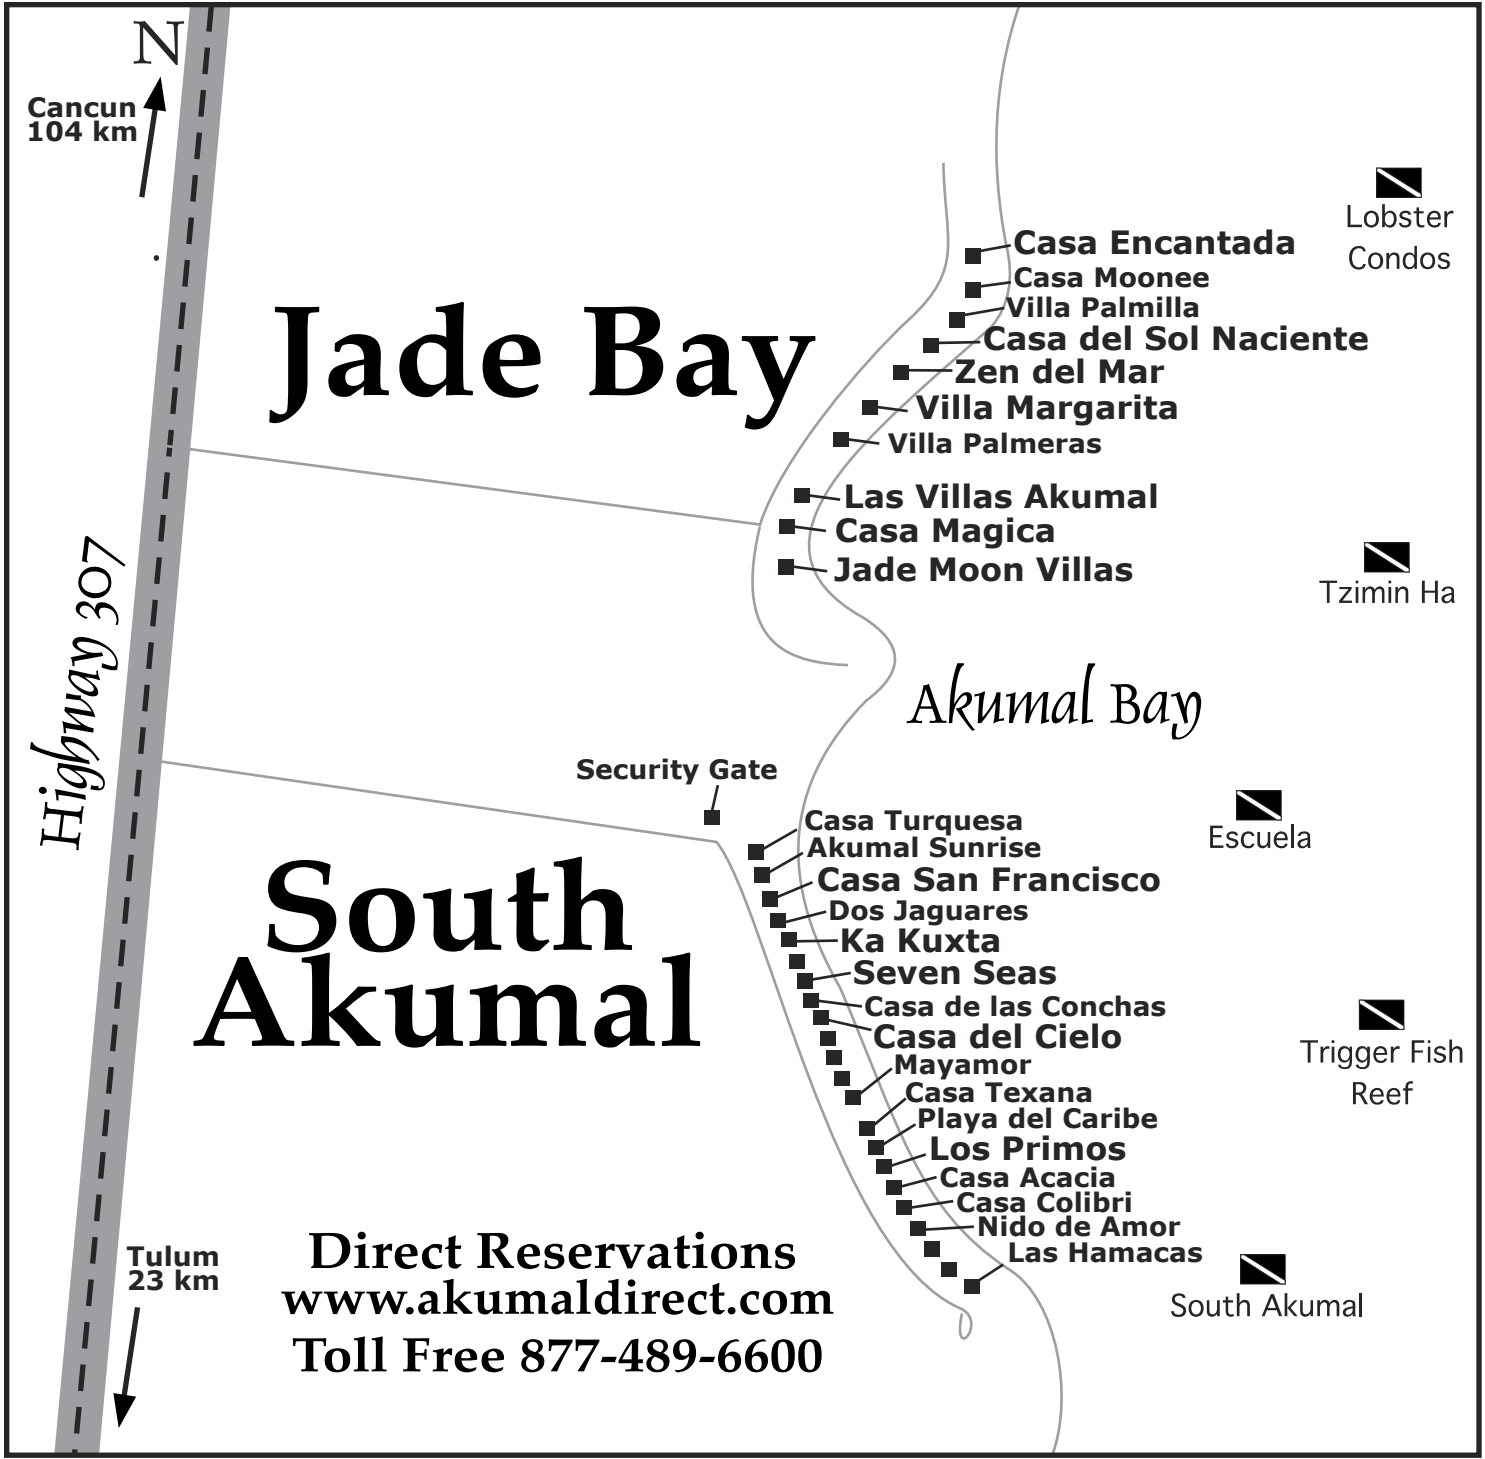 N
Cancun
104 km
Lobster
Condos
Casa Encantada
Casa Moonee
Villa Palmilla
Casa del Sol Naciente
Zen del Mar
Villa Margarita
Villa Palmeras
Jade Bay
Las Villas Akumal
Casa Magica
Jade Moon Villas
Tzimin Ha
Highway 307
Akumal Bay
Security Gate
Escuela
Casa Turquesa
Akumal Sunrise
Casa San Francisco
Dos Jaguares
Ka Kuxta
Seven Seas
Casa de las Conchas
Casa del Cielo
Mayamor
Casa Texana
Playa del Caribe
Los Primos
Casa Acacia
Casa Colibri
Nido de Amor
Las Hamacas
South
Akumal
Trigger Fish
Reef
South Akumal
Tulum
23 km
Direct Reservations
www.akumaldirect.com
Toll Free 877-489-6600